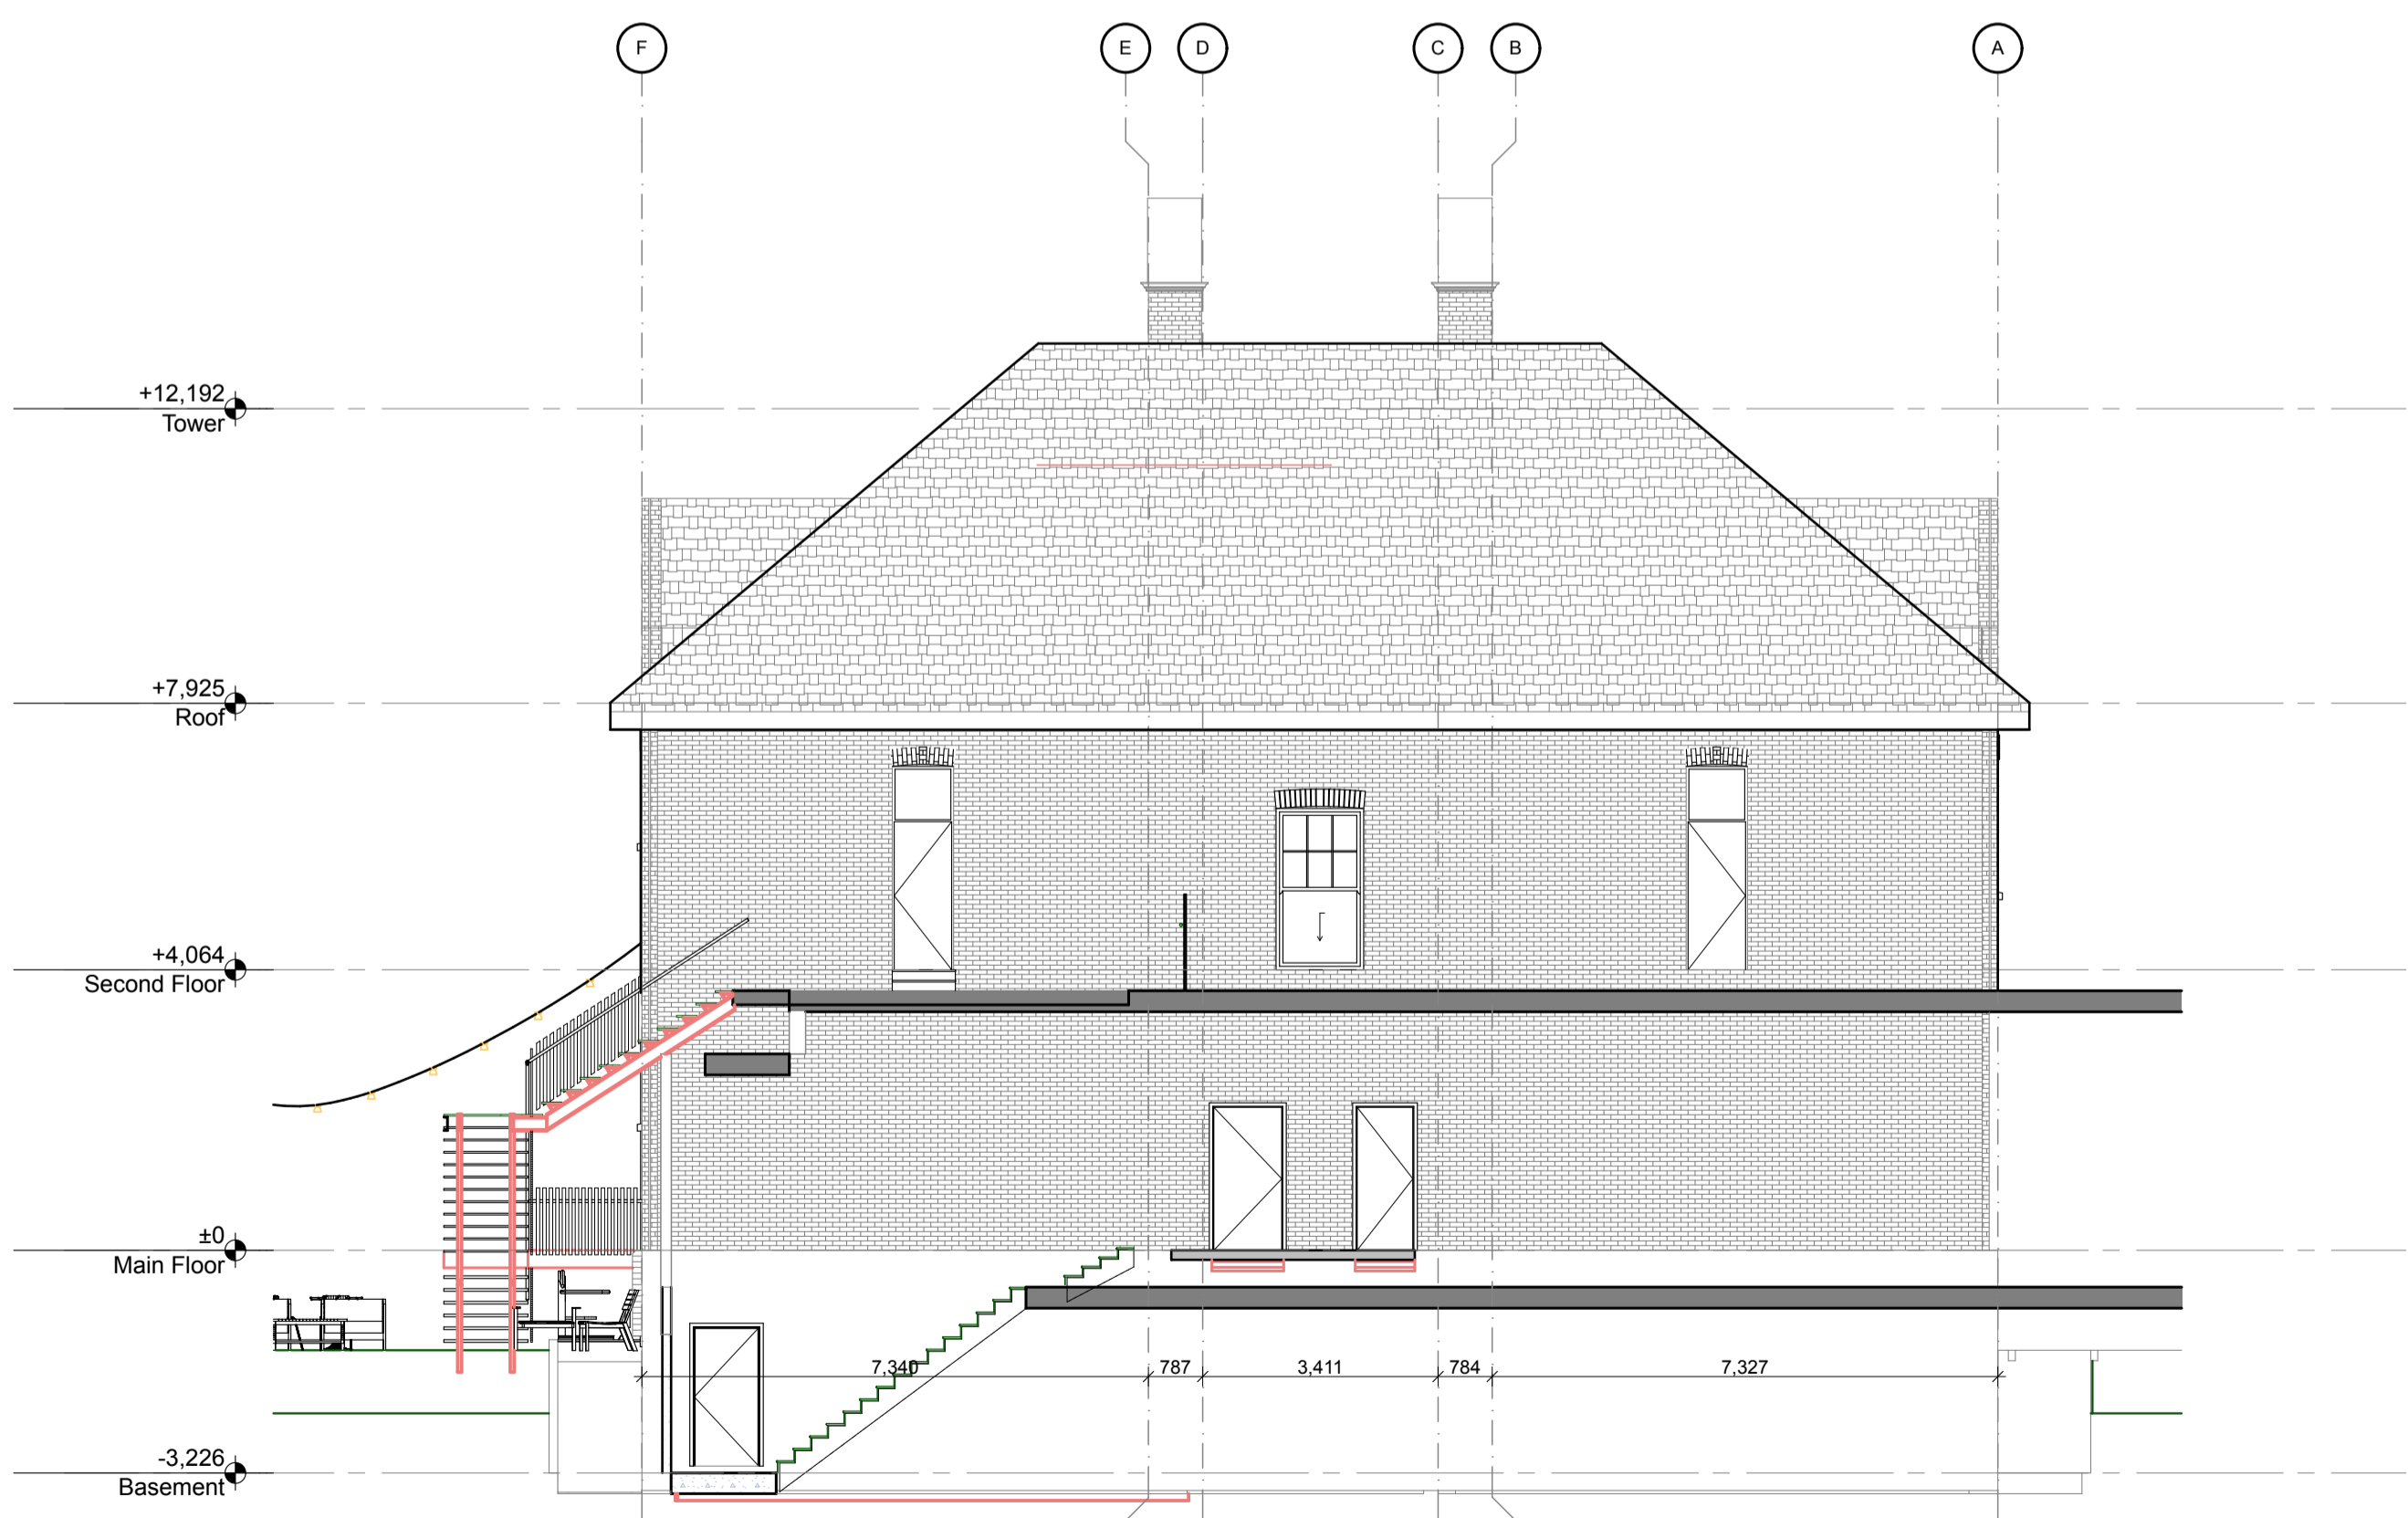 F E D C B A
+12,192
Tower
+7,925
Roof
+4,064
Second Floor
±0
Main Floor
7,340 787 3,411 784 7,327
-3,226
Basement